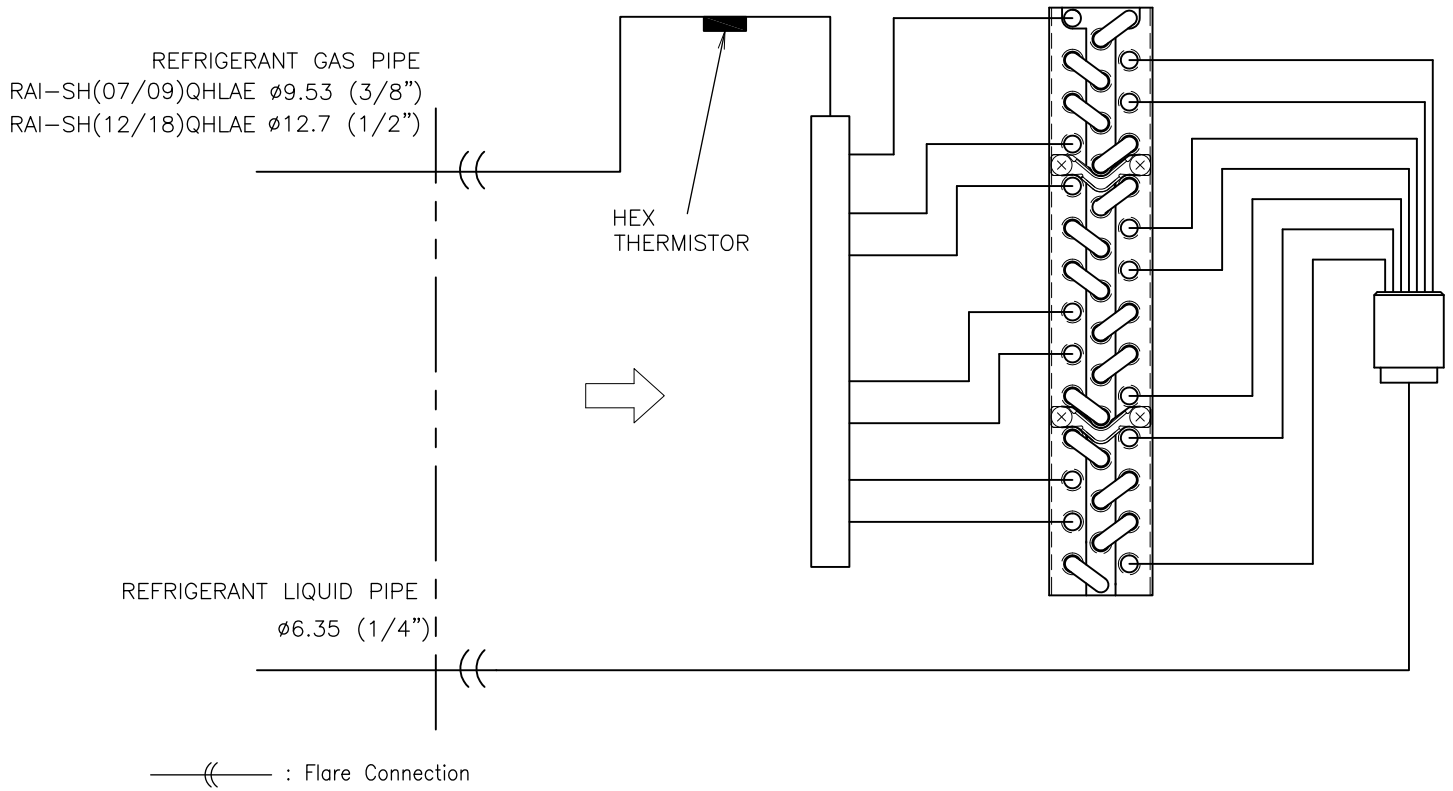 REFRIGERANT GAS PIPE
RAI-SH(07/09)QHLAE ø9.53 (3/8")
RAI-SH(12/18)QHLAE ø12.7 (1/2")
HEX
THERMISTOR
REFRIGERANT LIQUID PIPE
ø6.35 (1/4")
: Flare Connection